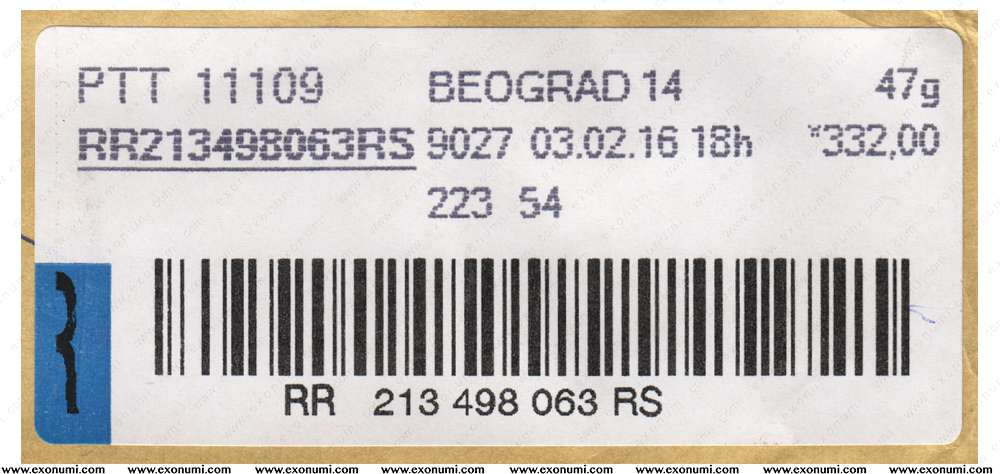 PTT 11109 BEOGRAD 14 47g
RR213498063RS 9027 03.02.16 18h *332,00
223 54
RR 213 498 063 RS
www.exonumi.com www.exonumi.com www.exonumi.com www.exonumi.com www.exonumi.com www.exonumi.com www.exonumi.com www.exonumi.com